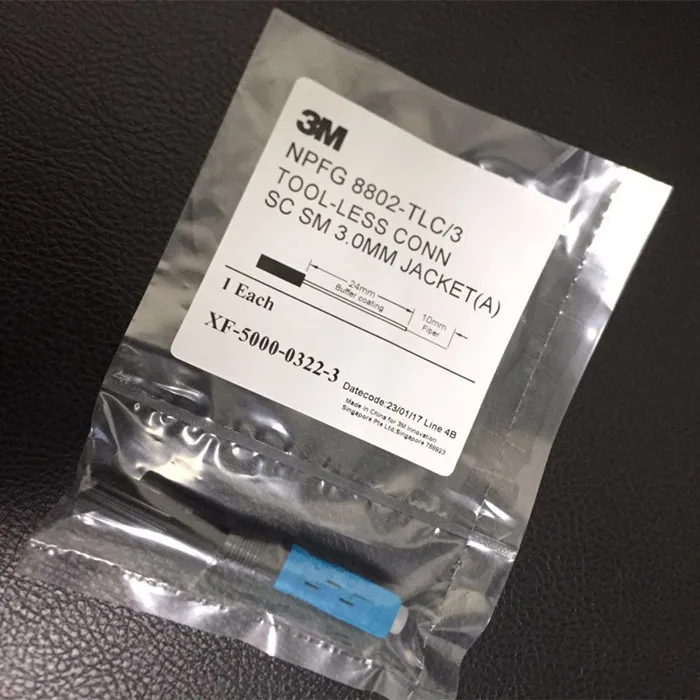 3M
NPFG 8802-TLC/3
TOOL-LESS CONN
SC SM 3.0MM JACKET(A)
24mm
Buffer coating
10mm
Fiber
1 Each
XF-5000-0322-3
Datecode:23/01/17 Line 4B
Made in China for 3M Innovation
Singapore Pte Ltd,Singapore 768923